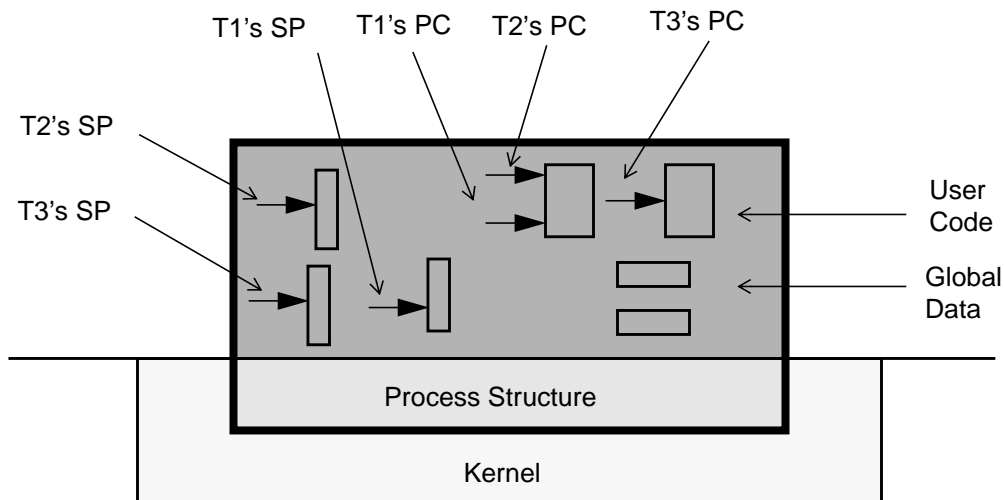 T1’s SP
T1’s PC
T2’s PC
T3’s PC
T2’s SP
T3’s SP
User
Code
Global
Data
Process Structure
Kernel